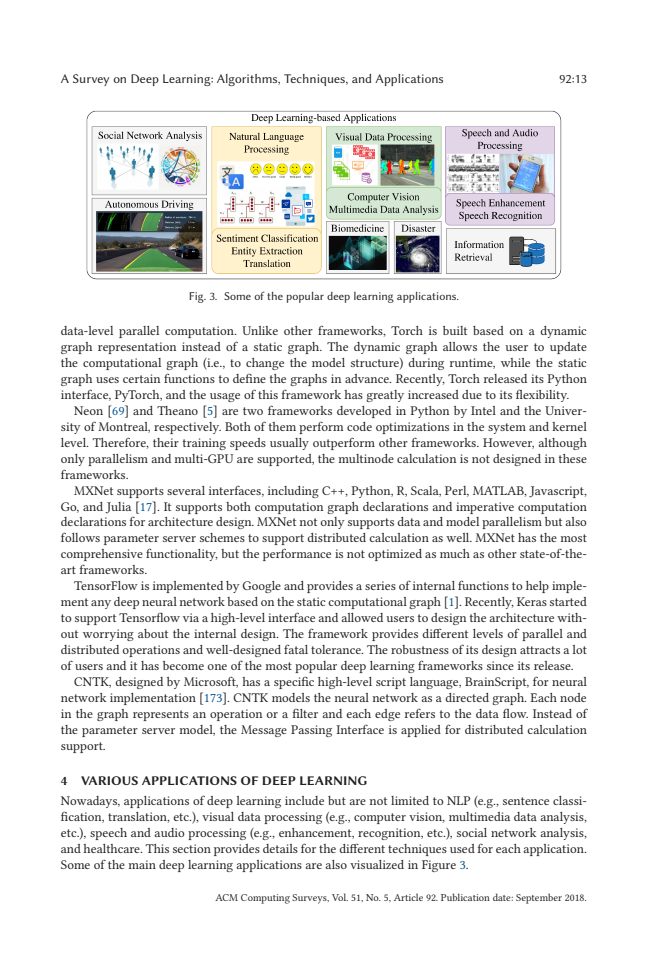 A Survey on Deep Learning: Algorithms, Techniques, and Applications 92:13
Deep Learning-based Applications
Social Network Analysis
Autonomous Driving
Natural Language
Processing
Sentiment Classification
Entity Extraction
Translation
Visual Data Processing
Computer Vision
Multimedia Data Analysis
Biomedicine
Disaster
Speech and Audio
Processing
Speech Enhancement
Speech Recognition
Information
Retrieval
Fig. 3. Some of the popular deep learning applications.
data-level parallel computation. Unlike other frameworks, Torch is built based on a dynamic
graph representation instead of a static graph. The dynamic graph allows the user to update
the computational graph (i.e., to change the model structure) during runtime, while the static
graph uses certain functions to define the graphs in advance. Recently, Torch released its Python
interface, PyTorch, and the usage of this framework has greatly increased due to its flexibility.
Neon [69] and Theano [5] are two frameworks developed in Python by Intel and the Univer-
sity of Montreal, respectively. Both of them perform code optimizations in the system and kernel
level. Therefore, their training speeds usually outperform other frameworks. However, although
only parallelism and multi-GPU are supported, the multinode calculation is not designed in these
frameworks.
MXNet supports several interfaces, including C++, Python, R, Scala, Perl, MATLAB, Javascript,
Go, and Julia [17]. It supports both computation graph declarations and imperative computation
declarations for architecture design. MXNet not only supports data and model parallelism but also
follows parameter server schemes to support distributed calculation as well. MXNet has the most
comprehensive functionality, but the performance is not optimized as much as other state-of-the-
art frameworks.
TensorFlow is implemented by Google and provides a series of internal functions to help imple-
ment any deep neural network based on the static computational graph [1]. Recently, Keras started
to support Tensorflow via a high-level interface and allowed users to design the architecture with-
out worrying about the internal design. The framework provides different levels of parallel and
distributed operations and well-designed fatal tolerance. The robustness of its design attracts a lot
of users and it has become one of the most popular deep learning frameworks since its release.
CNTK, designed by Microsoft, has a specific high-level script language, BrainScript, for neural
network implementation [173]. CNTK models the neural network as a directed graph. Each node
in the graph represents an operation or a filter and each edge refers to the data flow. Instead of
the parameter server model, the Message Passing Interface is applied for distributed calculation
support.
4 VARIOUS APPLICATIONS OF DEEP LEARNING
Nowadays, applications of deep learning include but are not limited to NLP (e.g., sentence classi-
fication, translation, etc.), visual data processing (e.g., computer vision, multimedia data analysis,
etc.), speech and audio processing (e.g., enhancement, recognition, etc.), social network analysis,
and healthcare. This section provides details for the different techniques used for each application.
Some of the main deep learning applications are also visualized in Figure 3.
ACM Computing Surveys, Vol. 51, No. 5, Article 92. Publication date: September 2018.